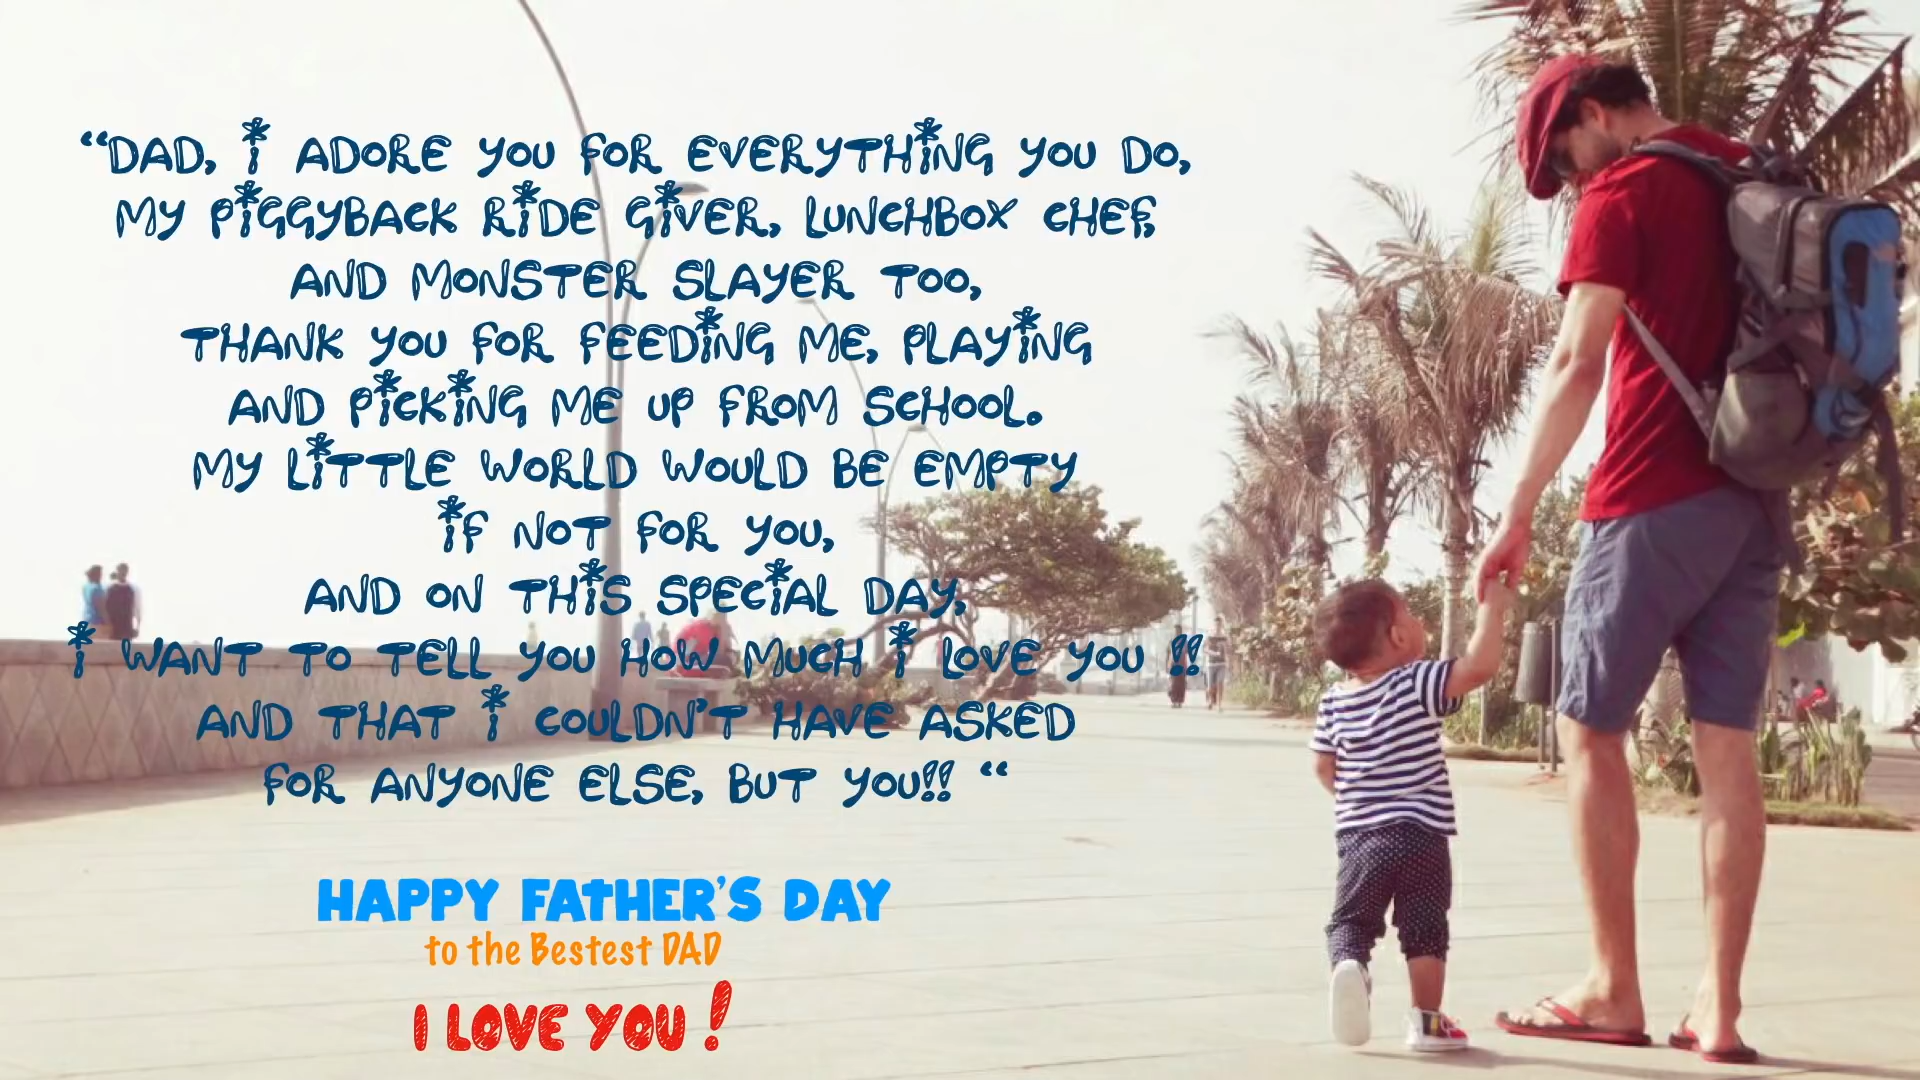 “DAD, i ADORE YOU FOR EVERYTHiNG YOU DO,
MY PiGGYBACK RiDE GiVER, LUNCHBOX CHEF,
AND MONSTER SLAYER TOO,
THANK YOU FOR FEEDiNG ME, PLAYiNG
AND PiCKiNG ME UP FROM SCHOOL.
MY LiTTLE WORLD WOULD BE EMPTY
iF NOT FOR YOU,
AND ON THiS SPECiAL DAY,
i WANT TO TELL YOU HOW MUCH i LOVE YOU !!
AND THAT i COULDN’T HAVE ASKED
FOR ANYONE ELSE, BUT YOU!! “
HAPPY FATHER’S DAY
to the Bestest DAD
I LOVE YOU !